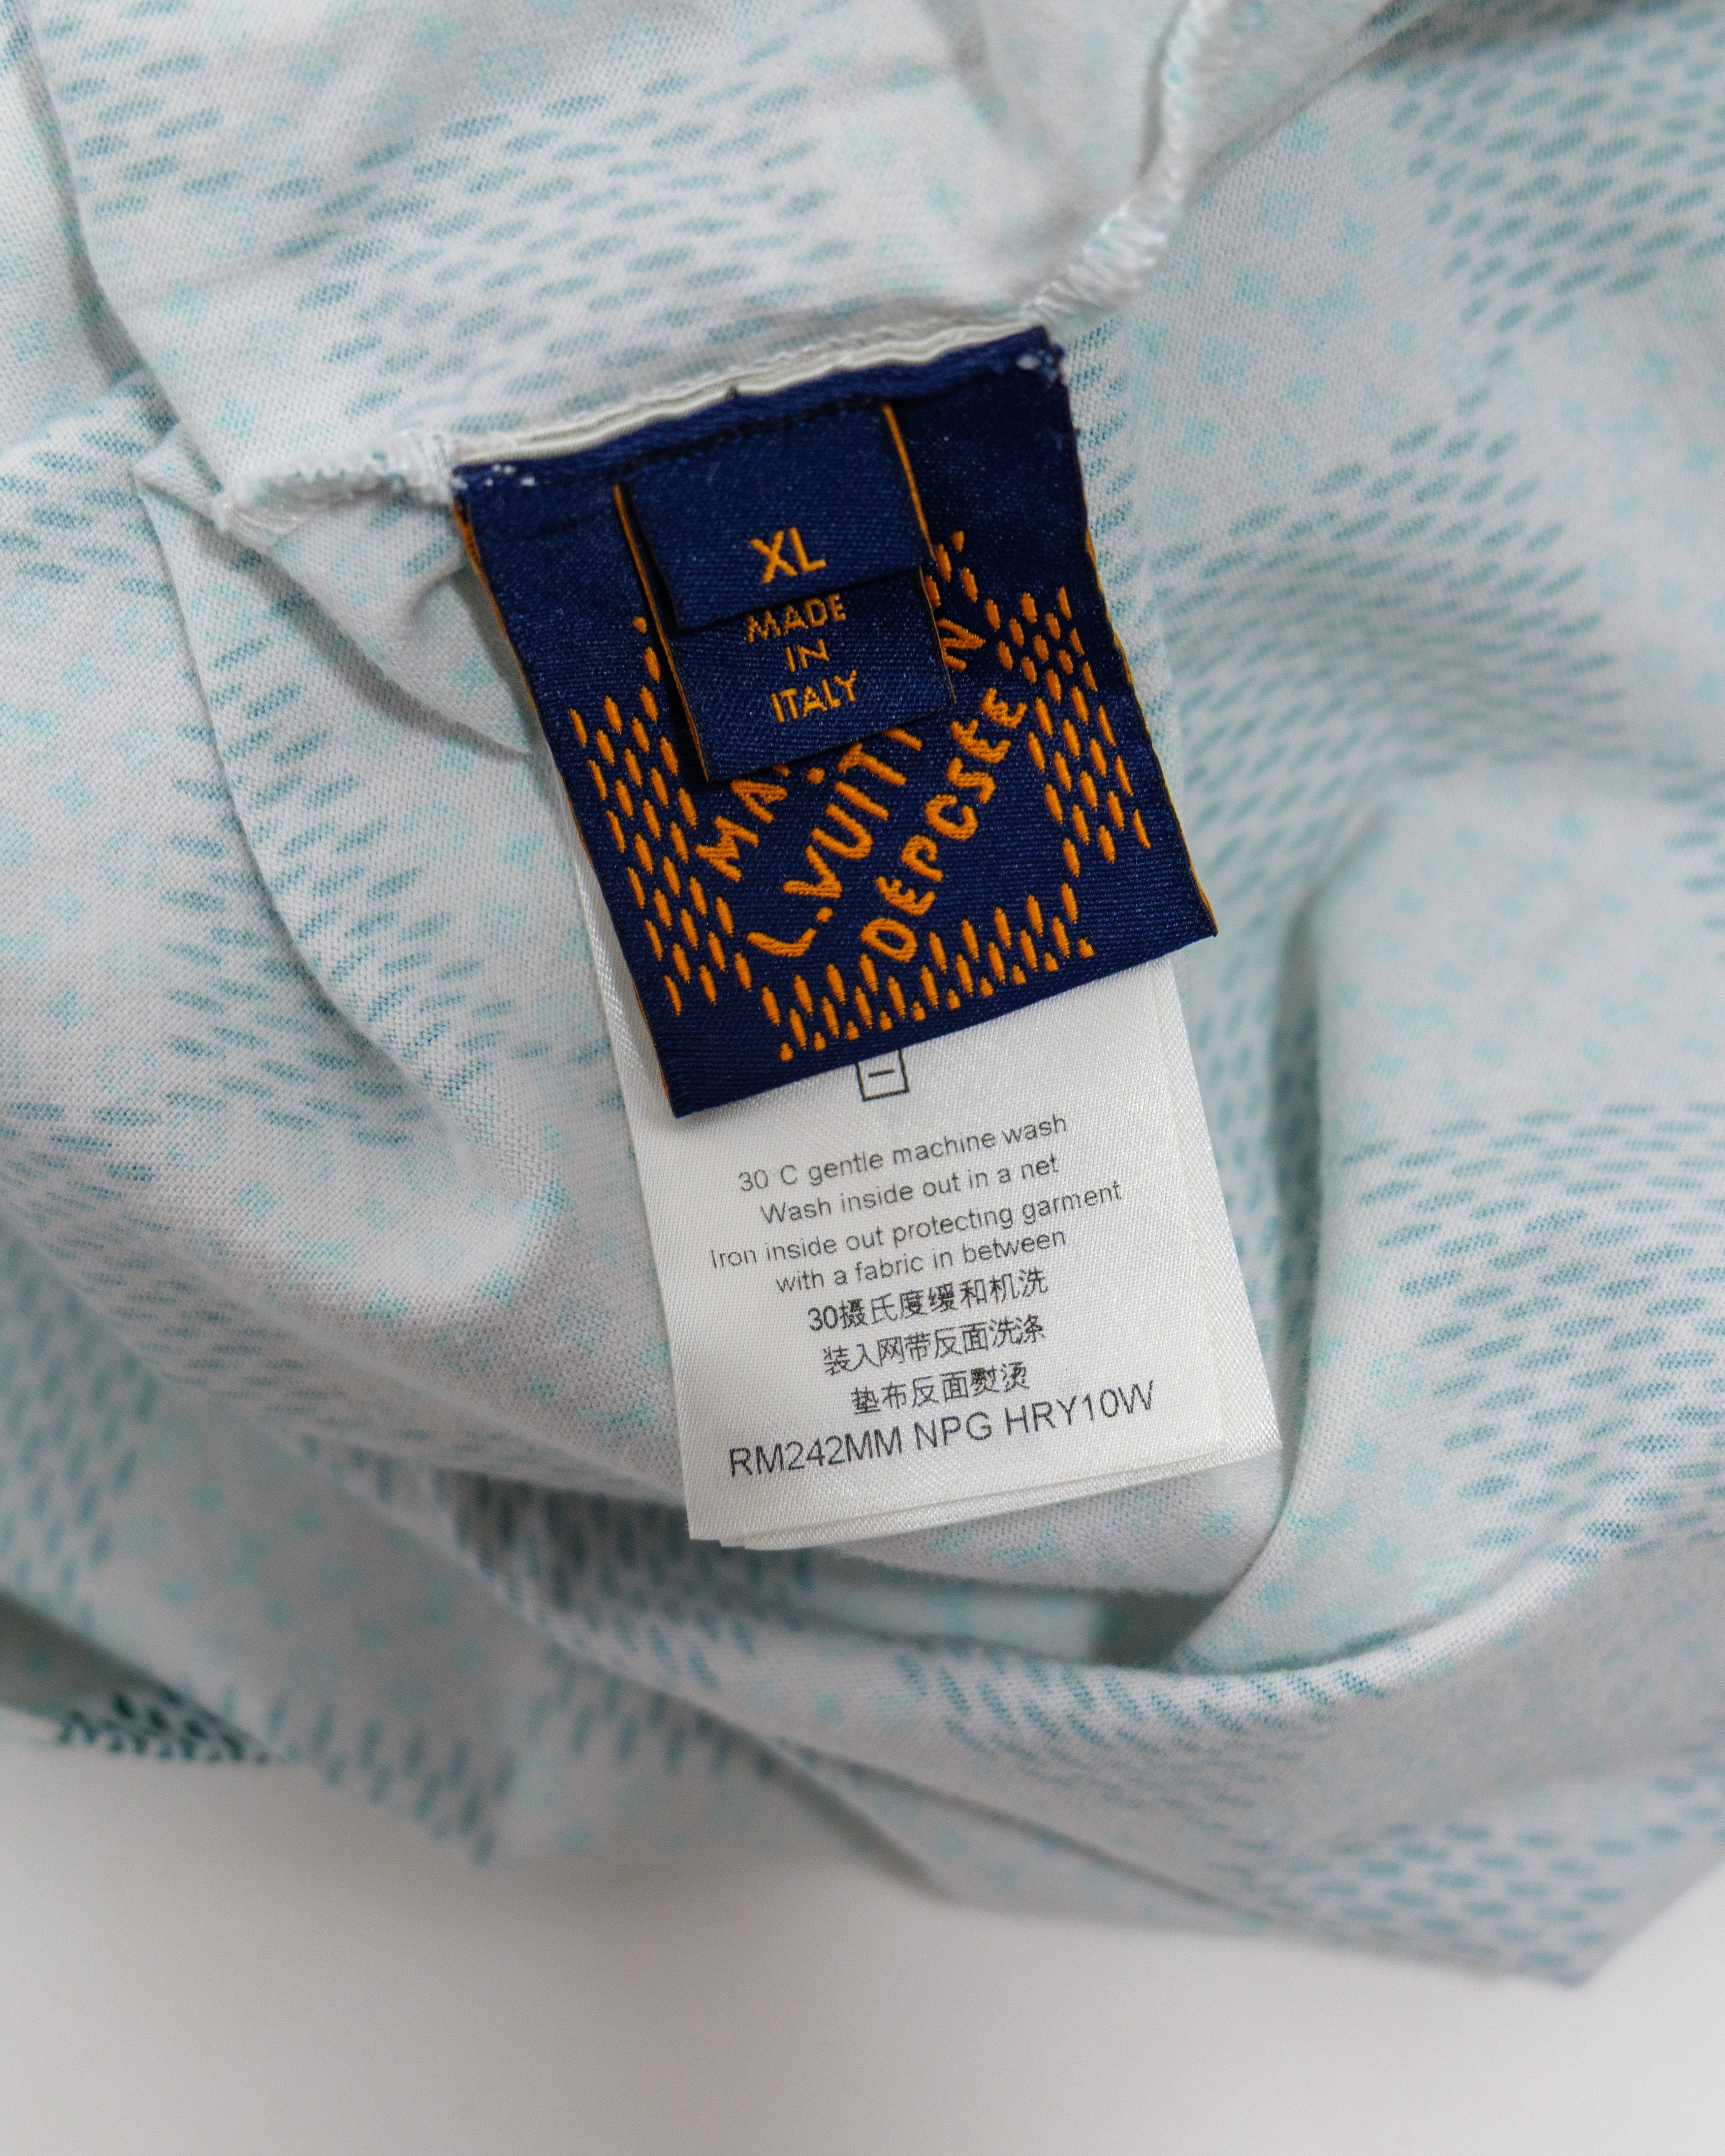 XL
MADE
IN
ITALY
L.VUITTON
DEPOSÉE
30°C gentle machine wash
Wash inside out in a net
Iron inside out protecting garment
with a fabric in between
30摄氏度缓和机洗
装入网带反面洗涤
垫布反面熨烫
RM242MM NPG HRY10W